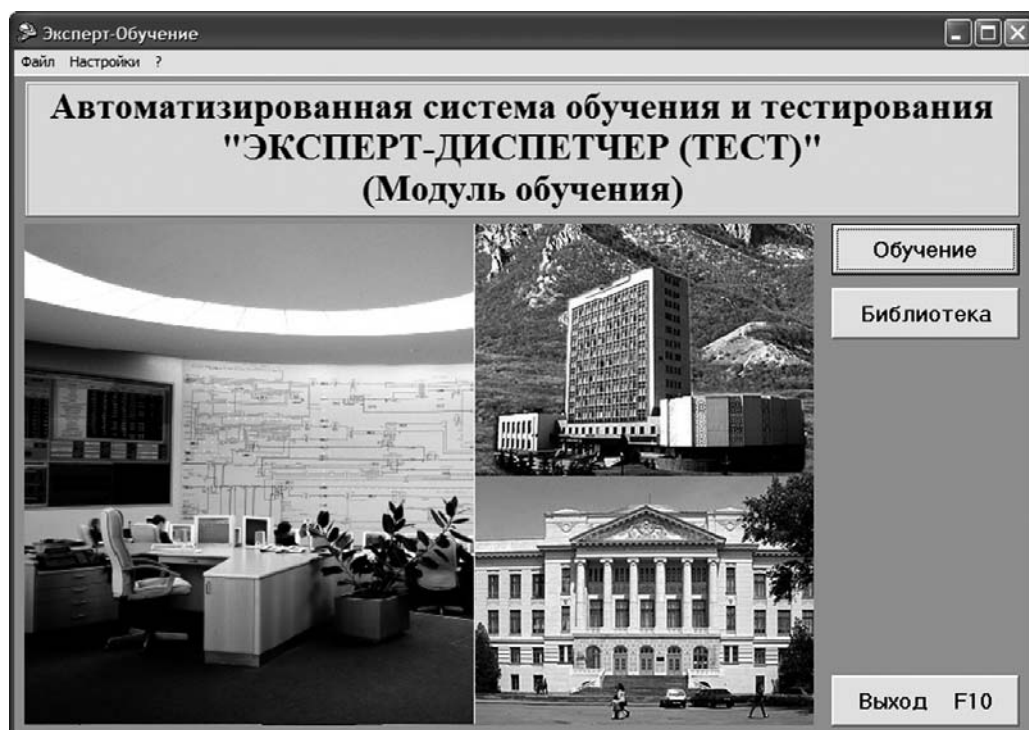 Эксперт-Обучение
Файл Настройки ?
Автоматизированная система обучения и тестирования
"ЭКСПЕРТ-ДИСПЕТЧЕР (ТЕСТ)"
(Модуль обучения)
Обучение
Библиотека
Выход F10